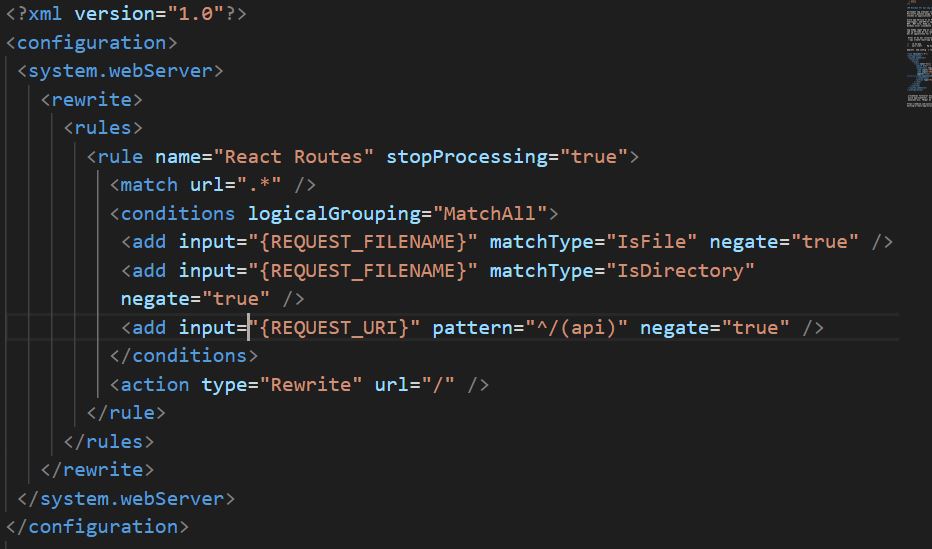 <?xml version="1.0"?>
<configuration>
<system.webServer>
<rewrite>
<rules>
<rule name="React Routes" stopProcessing="true">
<match url=".*" />
<conditions logicalGrouping="MatchAll">
<add input="{REQUEST_FILENAME}" matchType="IsFile" negate="true" />
<add input="{REQUEST_FILENAME}" matchType="IsDirectory"
negate="true" />
<add input="{REQUEST_URI}" pattern="^/(api)" negate="true" />
</conditions>
<action type="Rewrite" url="/" />
</rule>
</rules>
</rewrite>
</system.webServer>
</configuration>